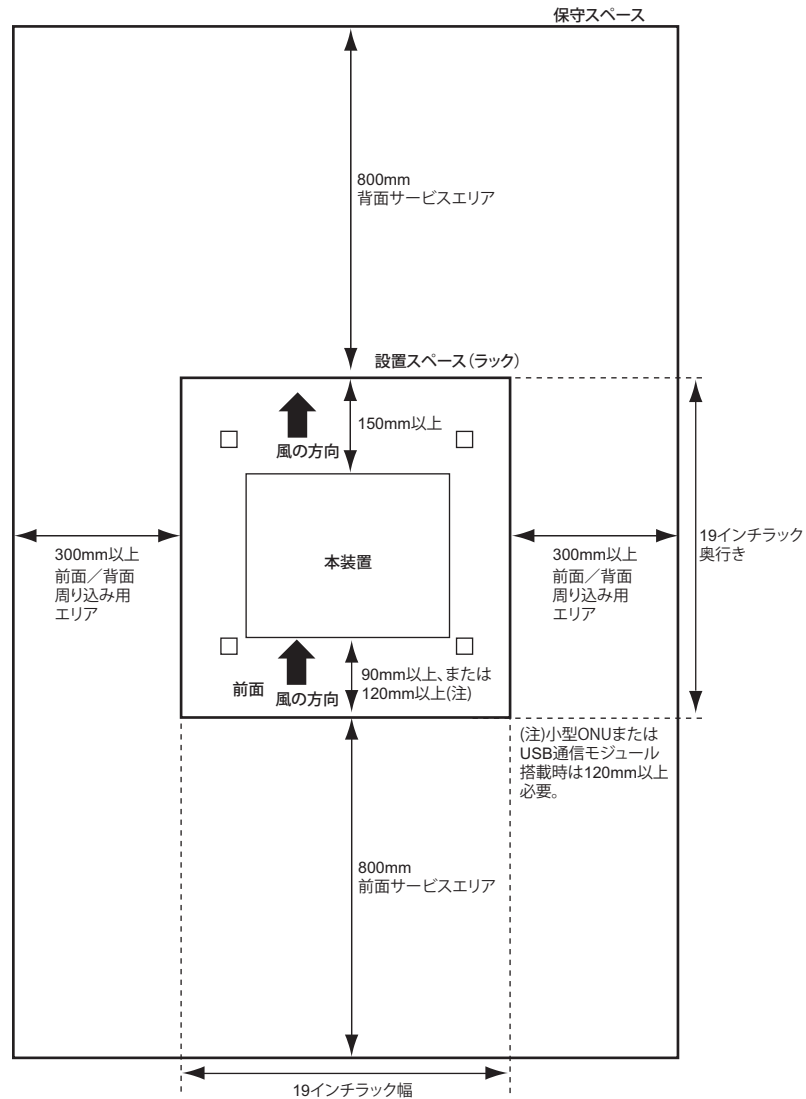 保守スペース
800mm
背面サービスエリア
設置スペース（ラック）
150mm以上
風の方向
300mm以上
前面／背面
周り込み用
エリア
本装置
300mm以上
前面／背面
周り込み用
エリア
19インチラック
奥行き
90mm以上、または
120mm以上(注)
前面
風の方向
(注)小型ONUまたは
USB通信モジュール
搭載時は120mm以上
必要。
800mm
前面サービスエリア
19インチラック幅